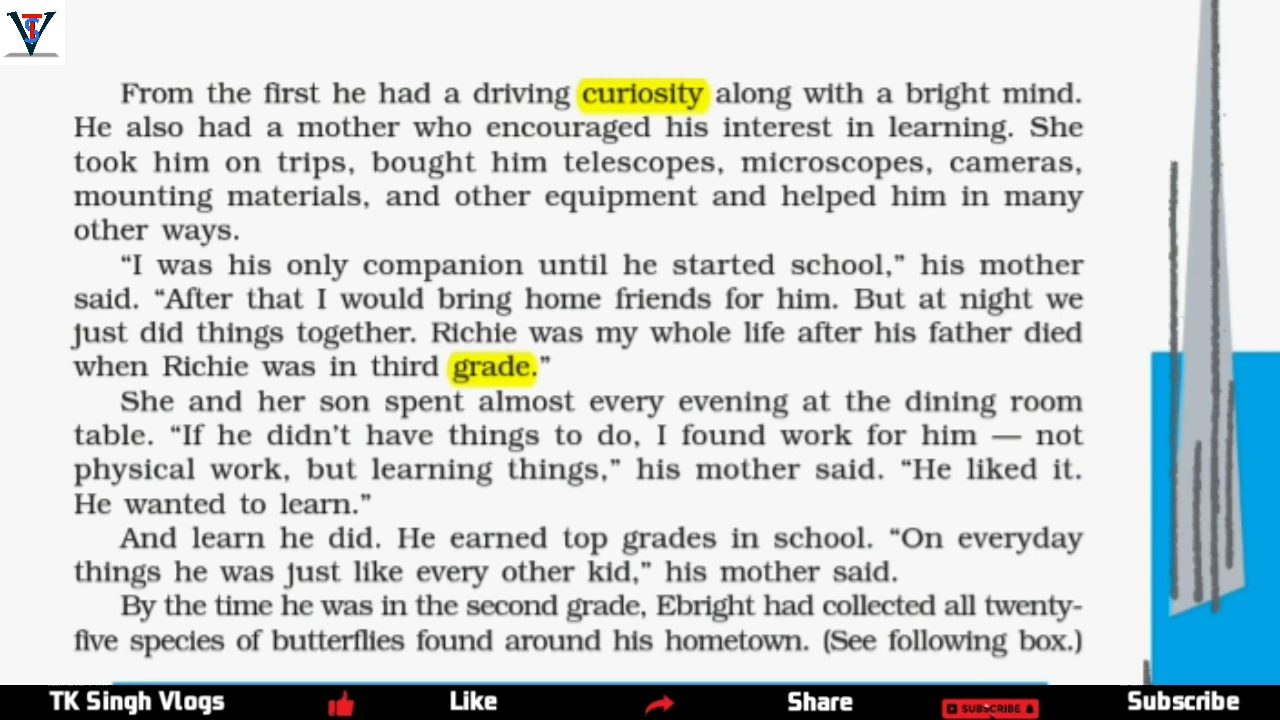 From the first he had a driving curiosity along with a bright mind.
He also had a mother who encouraged his interest in learning. She
took him on trips, bought him telescopes, microscopes, cameras,
mounting materials, and other equipment and helped him in many
other ways.
“I was his only companion until he started school,” his mother
said. “After that I would bring home friends for him. But at night we
just did things together. Richie was my whole life after his father died
when Richie was in third grade.”
She and her son spent almost every evening at the dining room
table. “If he didn’t have things to do, I found work for him — not
physical work, but learning things,” his mother said. “He liked it.
He wanted to learn.”
And learn he did. He earned top grades in school. “On everyday
things he was just like every other kid,” his mother said.
By the time he was in the second grade, Ebright had collected all twenty-
five species of butterflies found around his hometown. (See following box.)
TK Singh Vlogs Like Share SUBSCRIBE Subscribe